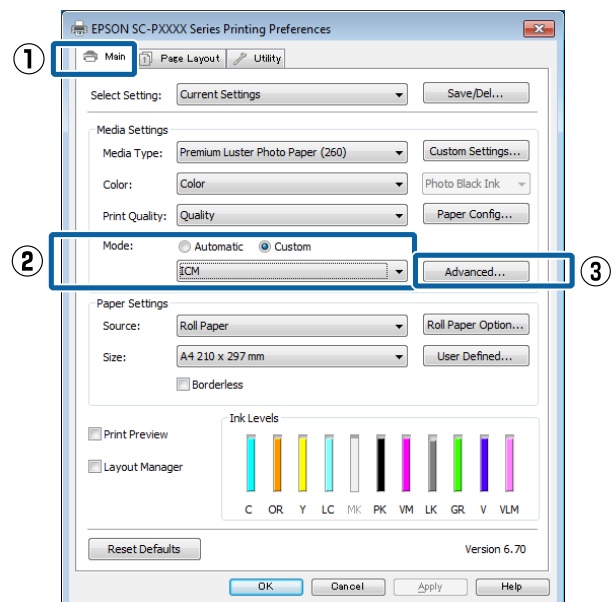 EPSON SC-PXXXX Series Printing Preferences
1 Main Page Layout Utility
Select Setting: Current Settings Save/Del...
Media Settings
Media Type: Premium Luster Photo Paper (260) Custom Settings...
Color: Color Photo Black Ink
Print Quality: Quality Paper Config...
Mode: Automatic Custom
2 ICM Advanced... 3
Paper Settings
Source: Roll Paper Roll Paper Option...
Size: A4 210 x 297 mm User Defined...
Borderless
Ink Levels
Print Preview
Layout Manager
C OR Y LC MK PK VM LK GR V VLM
Reset Defaults Version 6.70
OK Cancel Apply Help